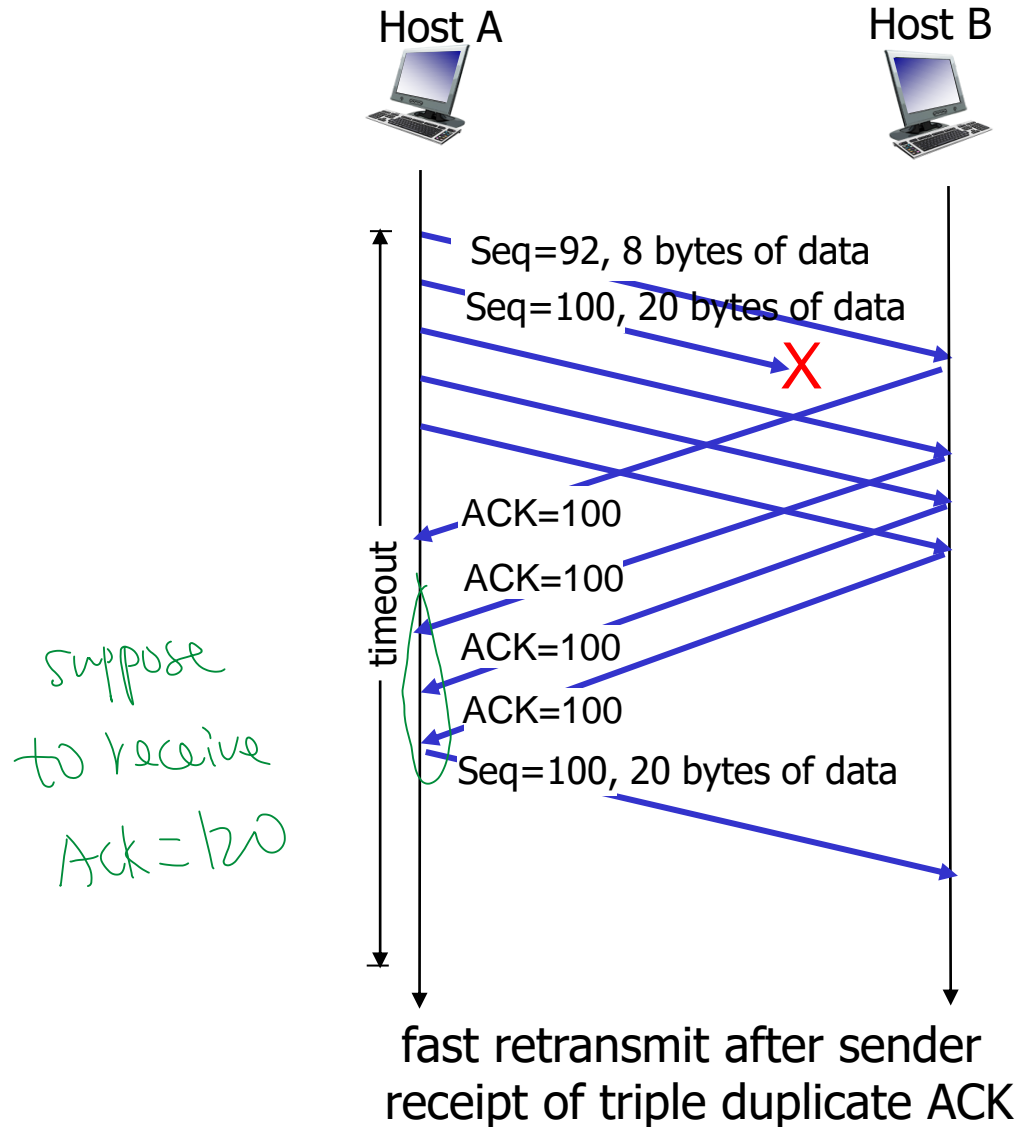 Host A
Host B
Seq=92, 8 bytes of data
Seq=100, 20 bytes of data
X
ACK=100
timeout
ACK=100
ACK=100
ACK=100
Seq=100, 20 bytes of data
suppose
to receive
Ack=120
fast retransmit after sender
receipt of triple duplicate ACK